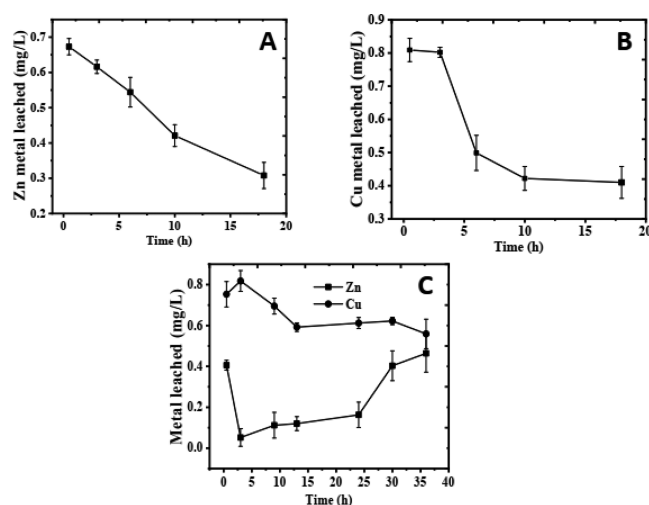 A
Zn metal leached (mg/L)
0.7
0.6
0.5
0.4
0.3
0.2
0 5 10 15 20
Time (h)
B
Cu metal leached (mg/L)
0.9
0.8
0.7
0.6
0.5
0.4
0.3
0 5 10 15 20
Time (h)
C
Zn
Cu
Metal leached (mg/L)
0.8
0.6
0.4
0.2
0.0
0 5 10 15 20 25 30 35 40
Time (h)